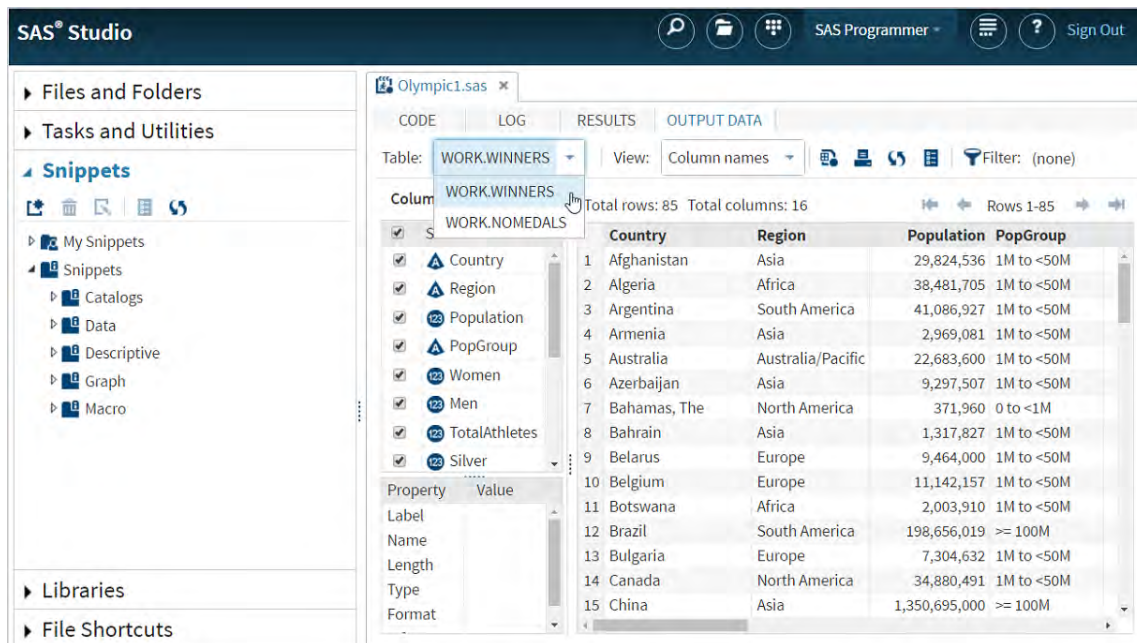 SAS® Studio
SAS Programmer
Sign Out
Files and Folders
Tasks and Utilities
Snippets
My Snippets
Snippets
Catalogs
Data
Descriptive
Graph
Macro
Libraries
File Shortcuts
Olympic1.sas
CODE LOG RESULTS OUTPUT DATA
Table: WORK.WINNERS View: Column names Filter: (none)
WORK.WINNERS
WORK.NOMEDALS
Colum
Total rows: 85 Total columns: 16 Rows 1-85
Country
Region
Population
PopGroup
Women
Men
TotalAthletes
Silver
Property Value
Label
Name
Length
Type
Format
Country Region Population PopGroup
1 Afghanistan Asia 29,824,536 1M to <50M
2 Algeria Africa 38,481,705 1M to <50M
3 Argentina South America 41,086,927 1M to <50M
4 Armenia Asia 2,969,081 1M to <50M
5 Australia Australia/Pacific 22,683,600 1M to <50M
6 Azerbaijan Asia 9,297,507 1M to <50M
7 Bahamas, The North America 371,960 0 to <1M
8 Bahrain Asia 1,317,827 1M to <50M
9 Belarus Europe 9,464,000 1M to <50M
10 Belgium Europe 11,142,157 1M to <50M
11 Botswana Africa 2,003,910 1M to <50M
12 Brazil South America 198,656,019 >= 100M
13 Bulgaria Europe 7,304,632 1M to <50M
14 Canada North America 34,880,491 1M to <50M
15 China Asia 1,350,695,000 >= 100M